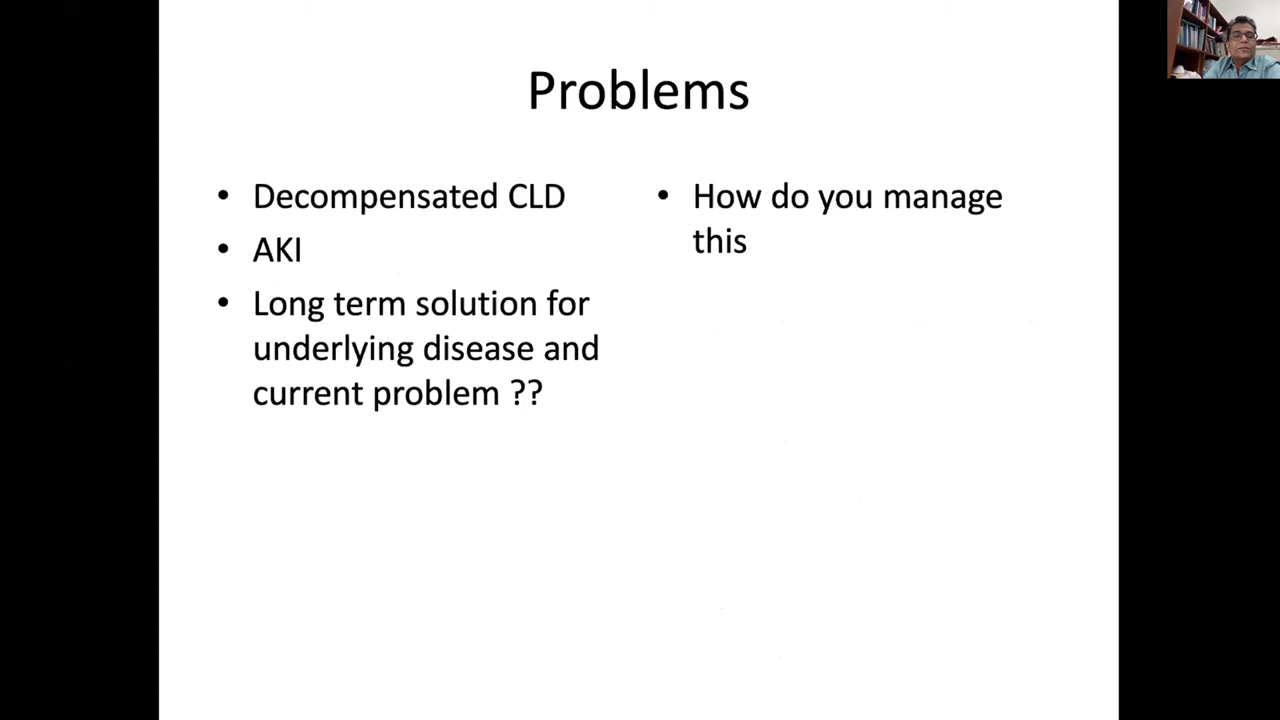 Problems
• Decompensated CLD
• AKI
• Long term solution for
underlying disease and
current problem ??
• How do you manage
this